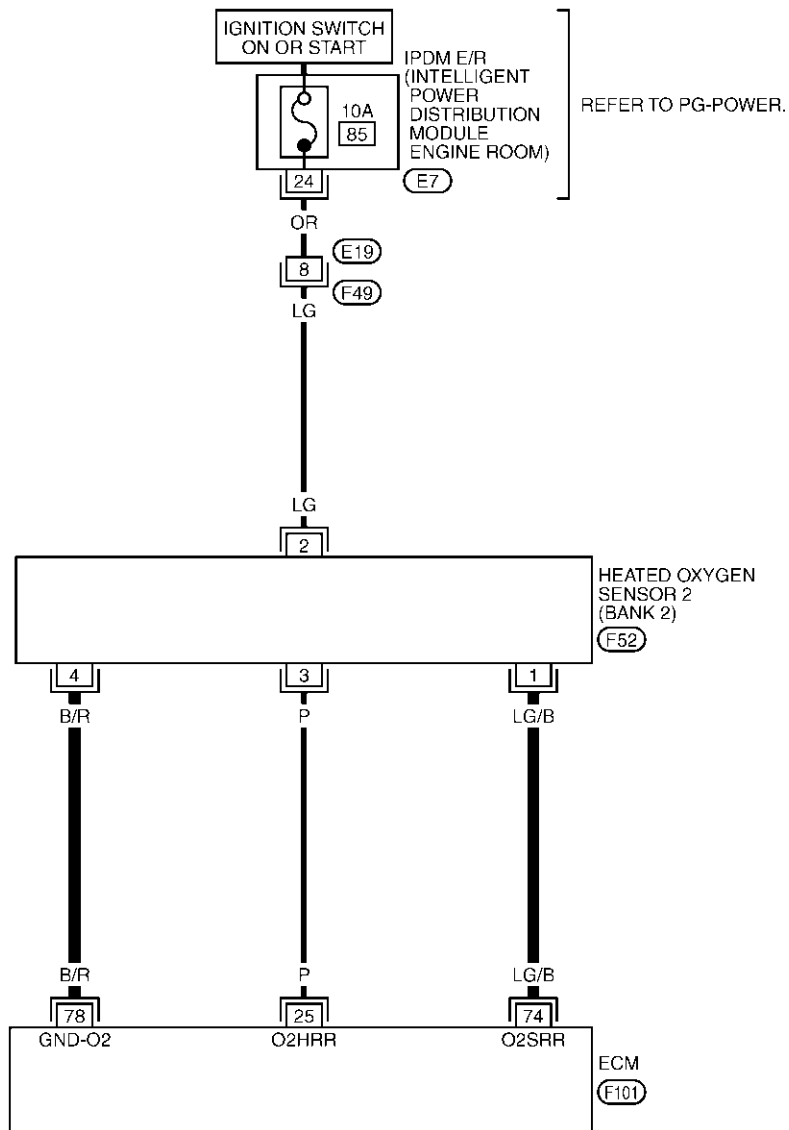 IGNITION SWITCH
ON OR START
IPDM E/R
(INTELLIGENT
POWER
DISTRIBUTION
MODULE
ENGINE ROOM)
REFER TO PG-POWER.
10A
85
24
E7
OR
E19
8
F49
LG
LG
2
HEATED OXYGEN
SENSOR 2
(BANK 2)
F52
4 3 1
B/R P LG/B
B/R P LG/B
78 25 74
GND-O2 O2HRR O2SRR
ECM
F101